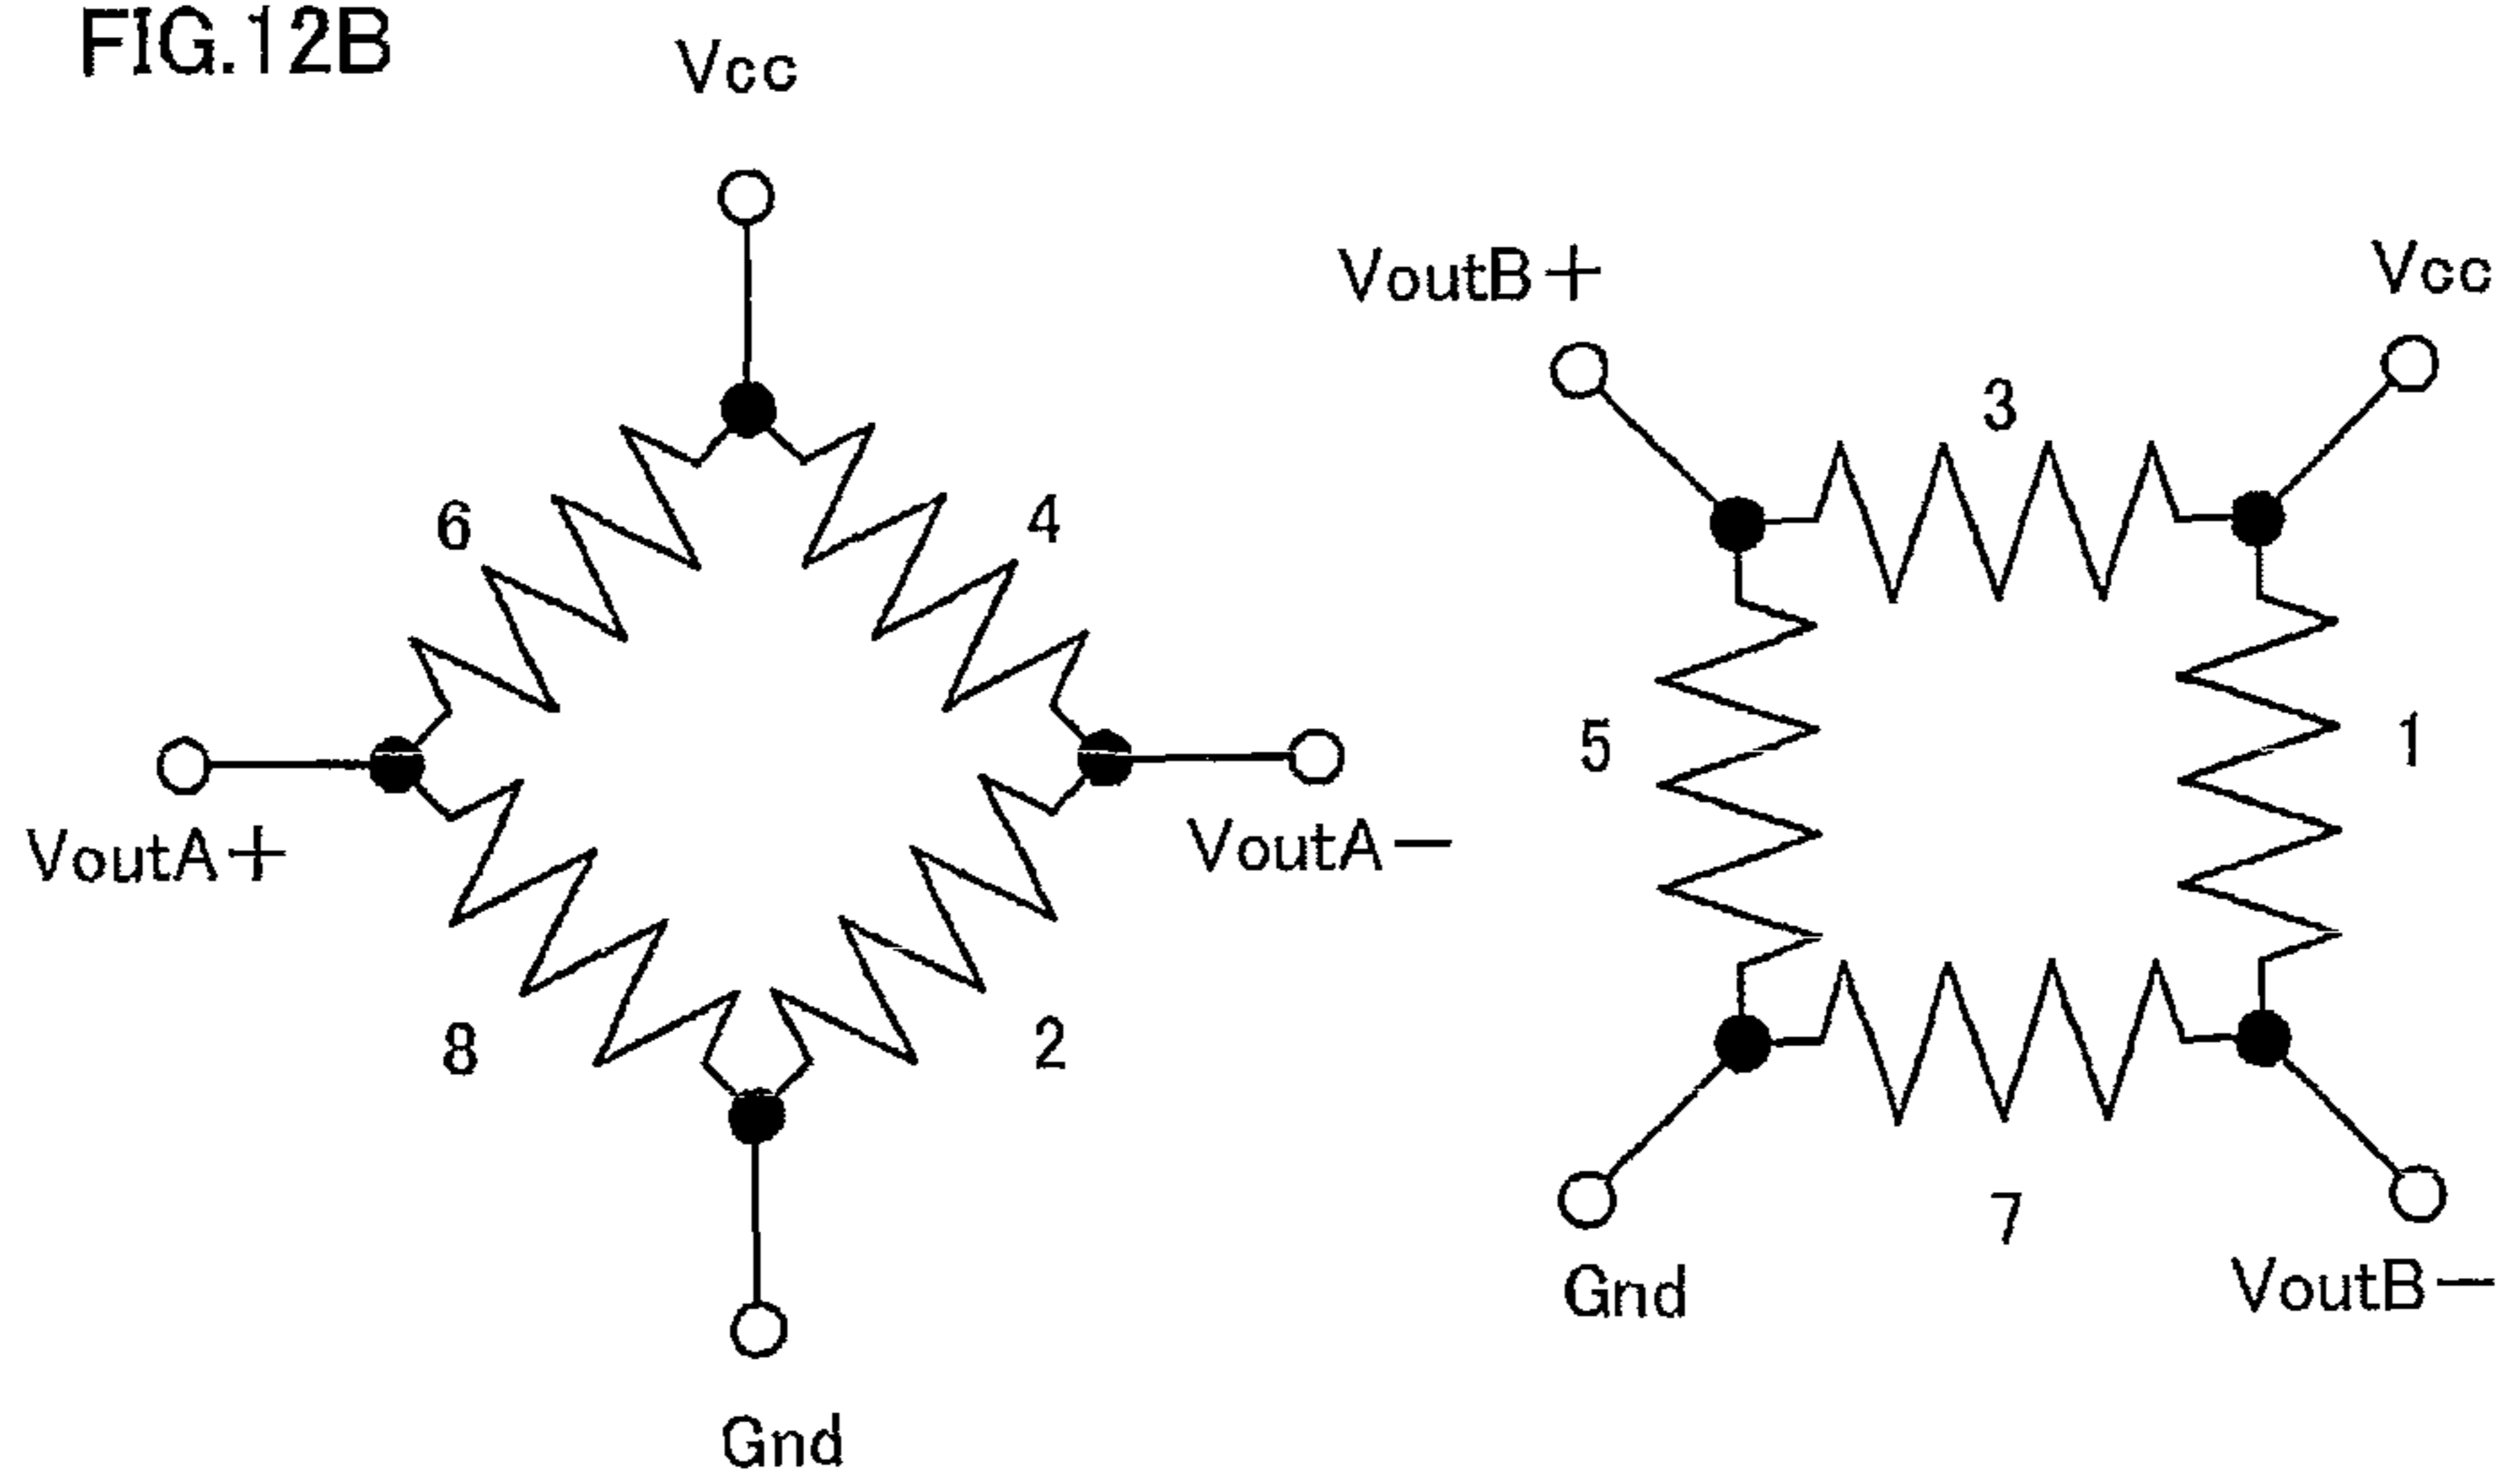 FIG.12B
Vcc
VoutB+
Vcc
3
6
4
5
1
VoutA+
VoutA−
8
2
7
Gnd
VoutB−
Gnd